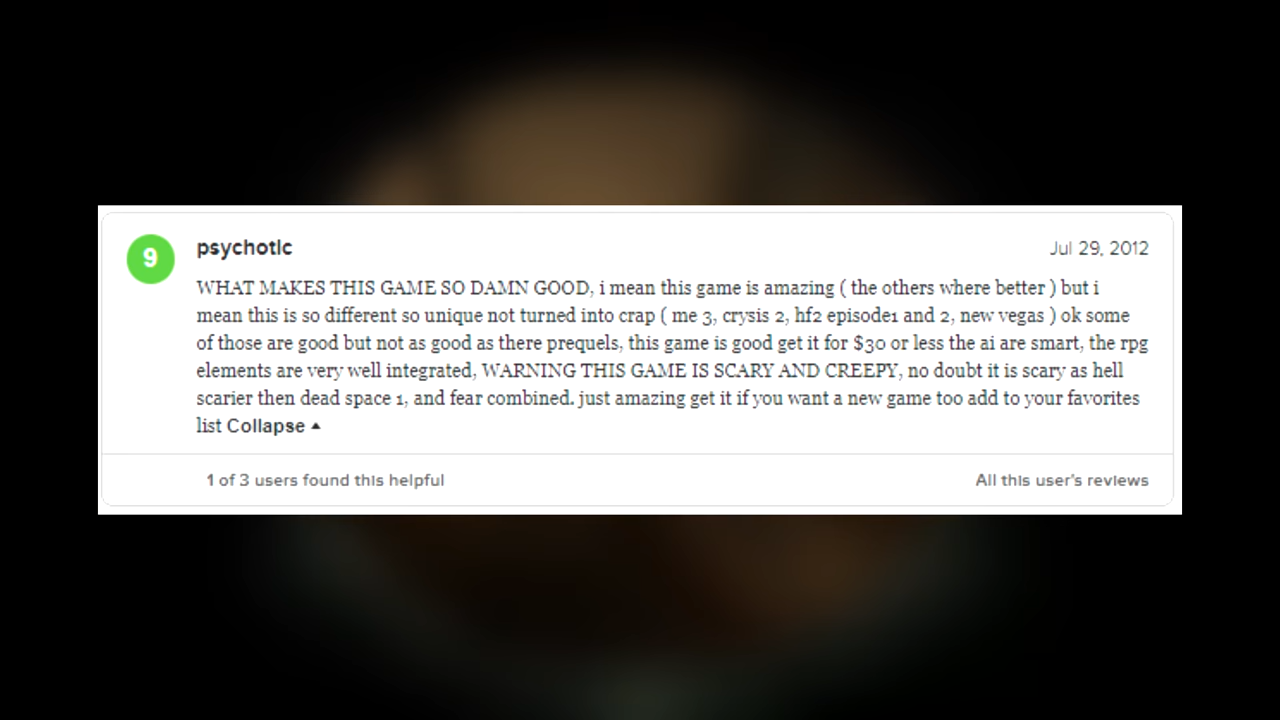 9
psychotic
Jul 29, 2012
WHAT MAKES THIS GAME SO DAMN GOOD, i mean this game is amazing ( the others where better ) but i
mean this is so different so unique not turned into crap ( me 3, crysis 2, hf2 episode1 and 2, new vegas ) ok some
of those are good but not as good as there prequels, this game is good get it for $30 or less the ai are smart, the rpg
elements are very well integrated, WARNING THIS GAME IS SCARY AND CREEPY, no doubt it is scary as hell
scarier then dead space 1, and fear combined. just amazing get it if you want a new game too add to your favorites
list Collapse ▲
1 of 3 users found this helpful
All this user's reviews